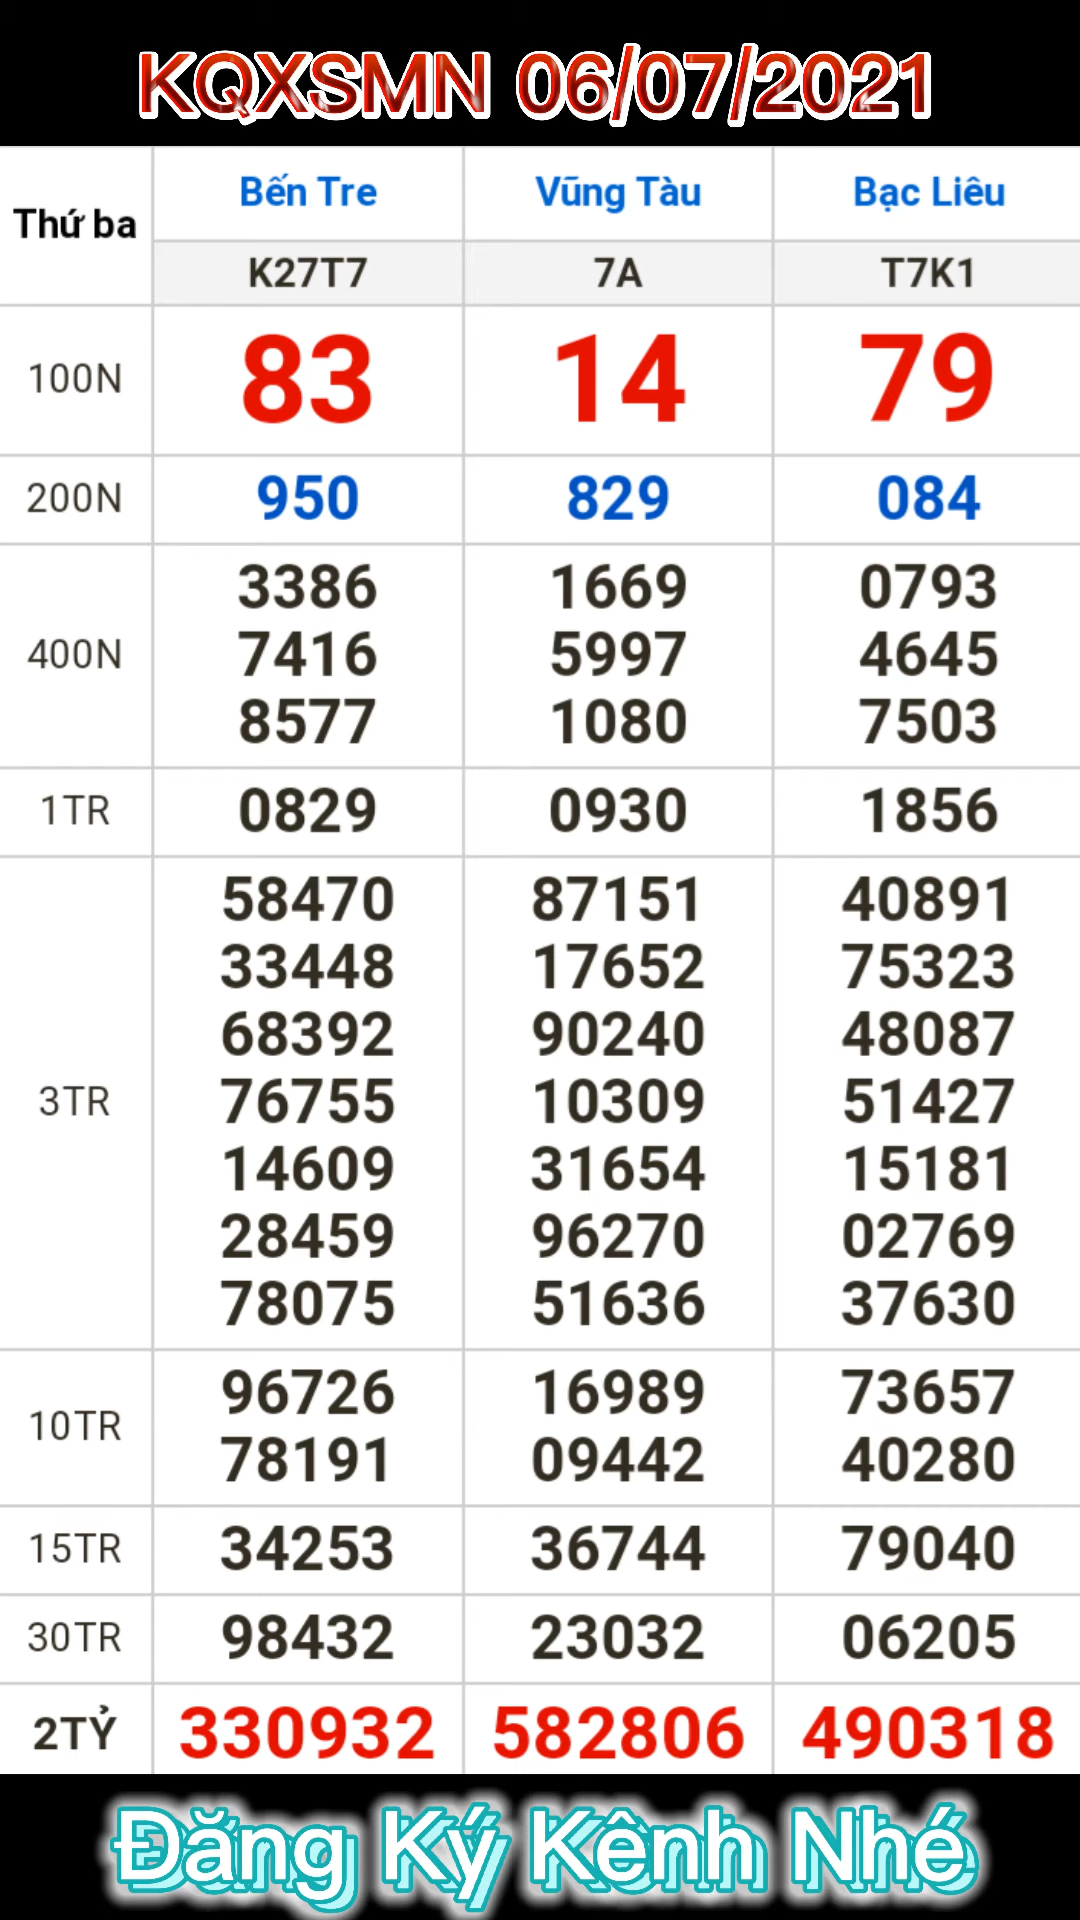 KQXSMN 06/07/2021
Thứ ba Bến Tre Vũng Tàu Bạc Liêu
K27T7 7A T7K1
100N 83 14 79
200N 950 829 084
400N 3386 1669 0793
7416 5997 4645
8577 1080 7503
1TR 0829 0930 1856
3TR 58470 87151 40891
33448 17652 75323
68392 90240 48087
76755 10309 51427
14609 31654 15181
28459 96270 02769
78075 51636 37630
10TR 96726 16989 73657
78191 09442 40280
15TR 34253 36744 79040
30TR 98432 23032 06205
2TỶ 330932 582806 490318
Đăng Ký Kênh Nhé